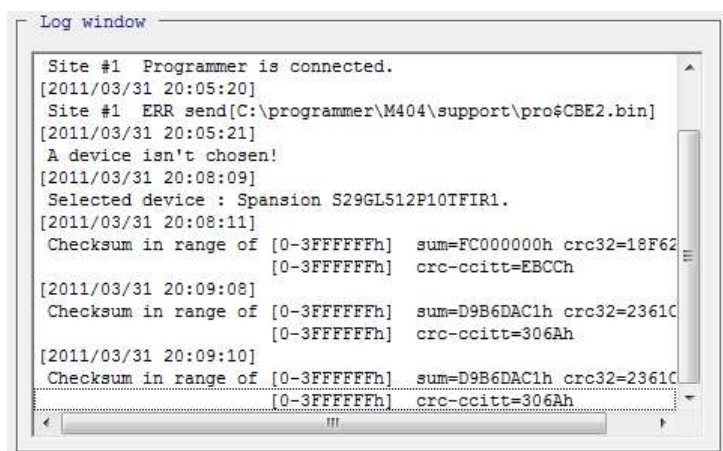 Log window
Site #1  Programmer is connected.
[2011/03/31 20:05:20]
Site #1  ERR send[C:\programmer\M404\support\pro$CBE2.bin]
[2011/03/31 20:05:21]
A device isn't chosen!
[2011/03/31 20:08:09]
Selected device : Spansion S29GL512P10TFIR1.
[2011/03/31 20:08:11]
Checksum in range of [0-3FFFFFFh]  sum=FC000000h crc32=18F62
[0-3FFFFFFh]  crc-ccitt=EBCCh
[2011/03/31 20:09:08]
Checksum in range of [0-3FFFFFFh]  sum=D9B6DAC1h crc32=2361C
[0-3FFFFFFh]  crc-ccitt=306Ah
[2011/03/31 20:09:10]
Checksum in range of [0-3FFFFFFh]  sum=D9B6DAC1h crc32=2361C
[0-3FFFFFFh]  crc-ccitt=306Ah